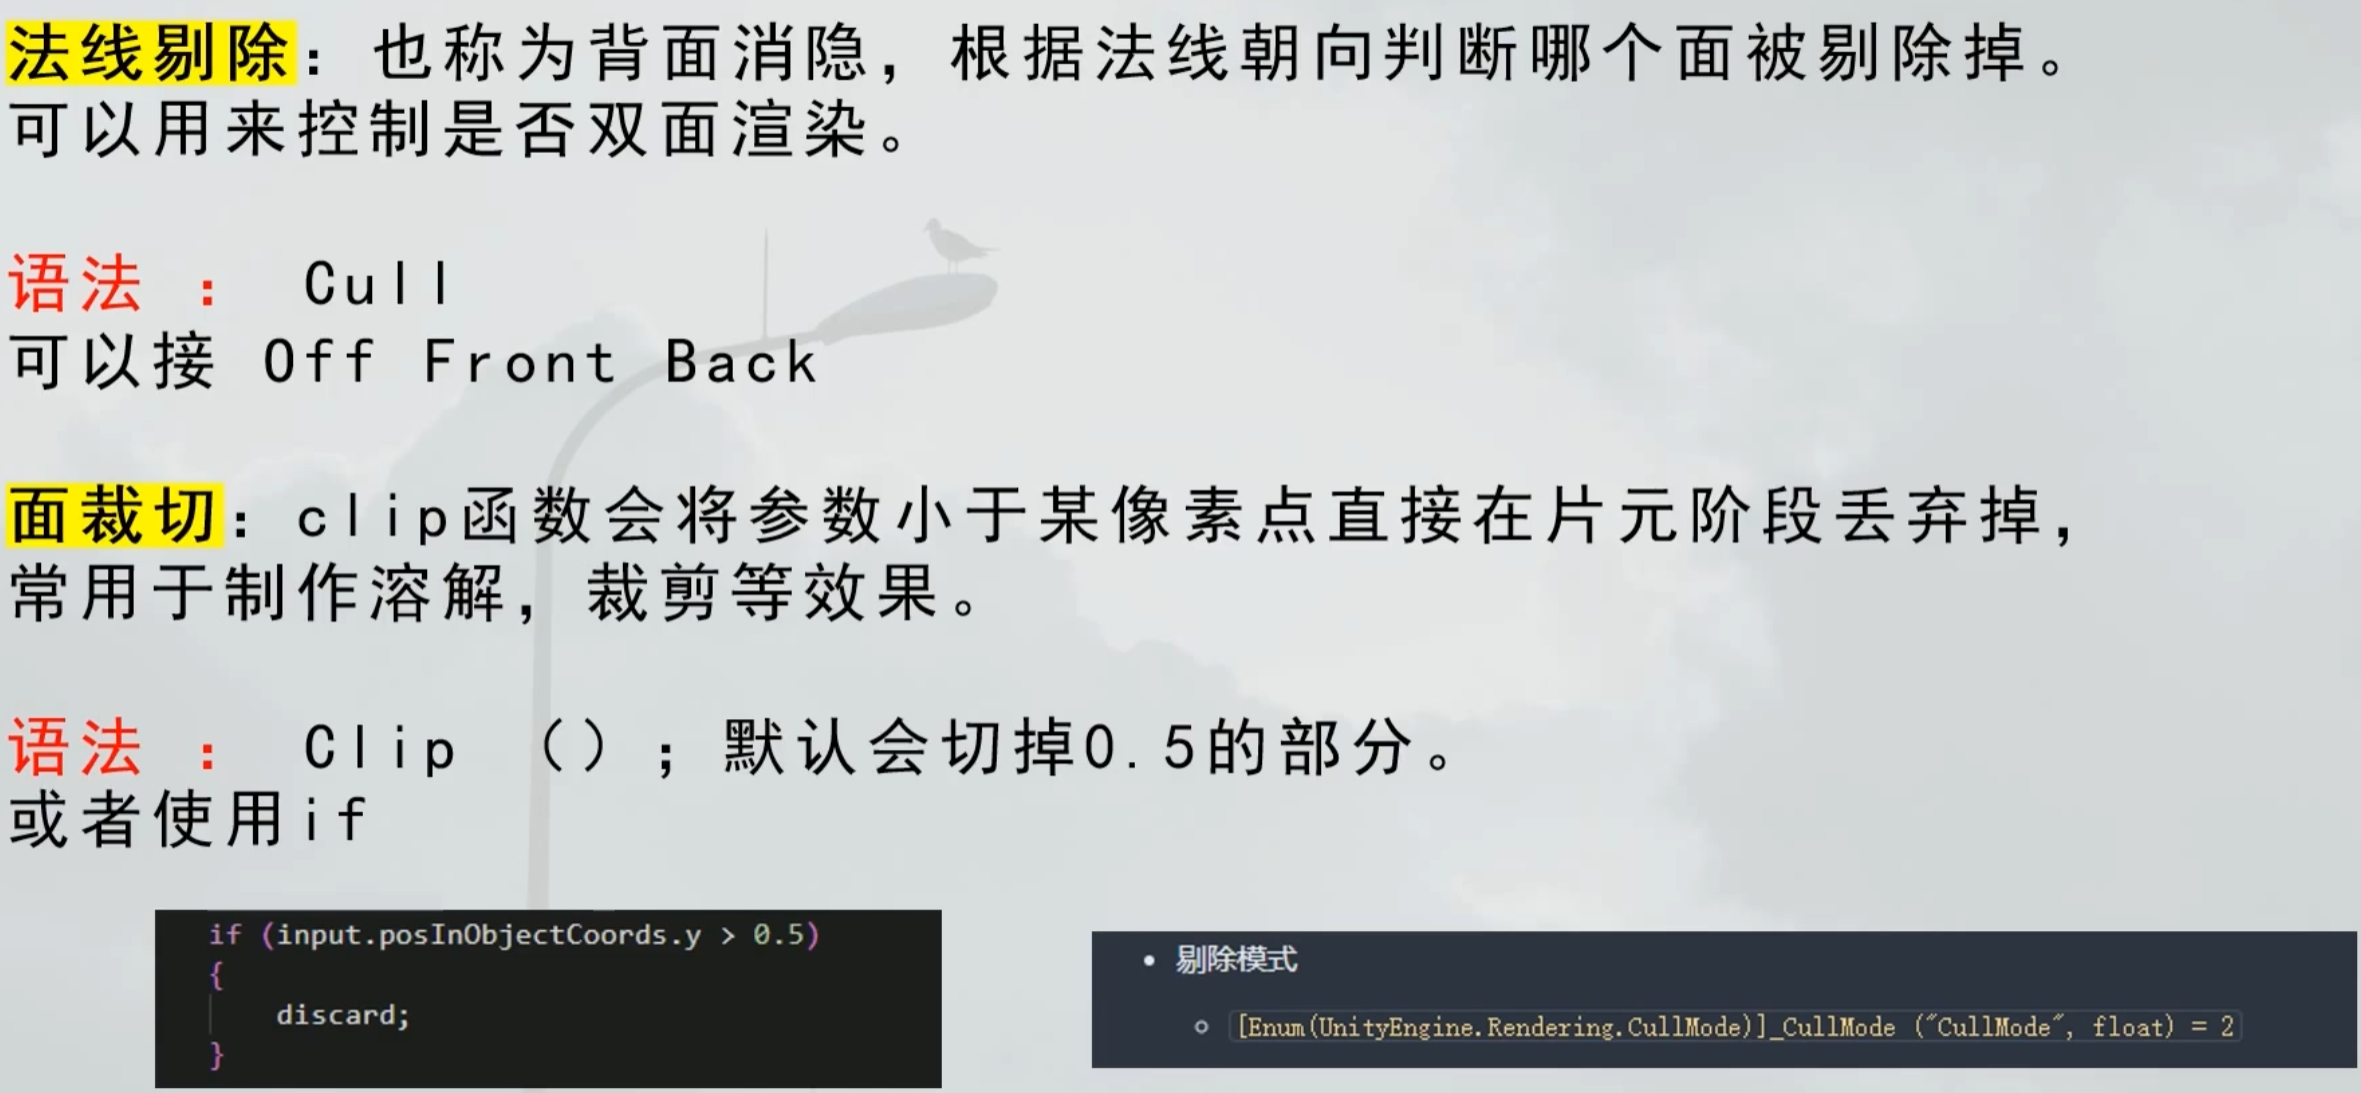 法线剔除：也称为背面消隐，根据法线朝向判断哪个面被剔除掉。
可以用来控制是否双面渲染。
语法 ： Cull
可以接 Off Front Back
面裁切：clip函数会将参数小于某像素点直接在片元阶段丢弃掉，
常用于制作溶解，裁剪等效果。
语法 ： Clip （）；默认会切掉0.5的部分。
或者使用if
if (input.posInObjectCoords.y > 0.5)
{
discard;
}
• 剔除模式
○ [Enum(UnityEngine.Rendering.CullMode)]_CullMode ("CullMode", float) = 2